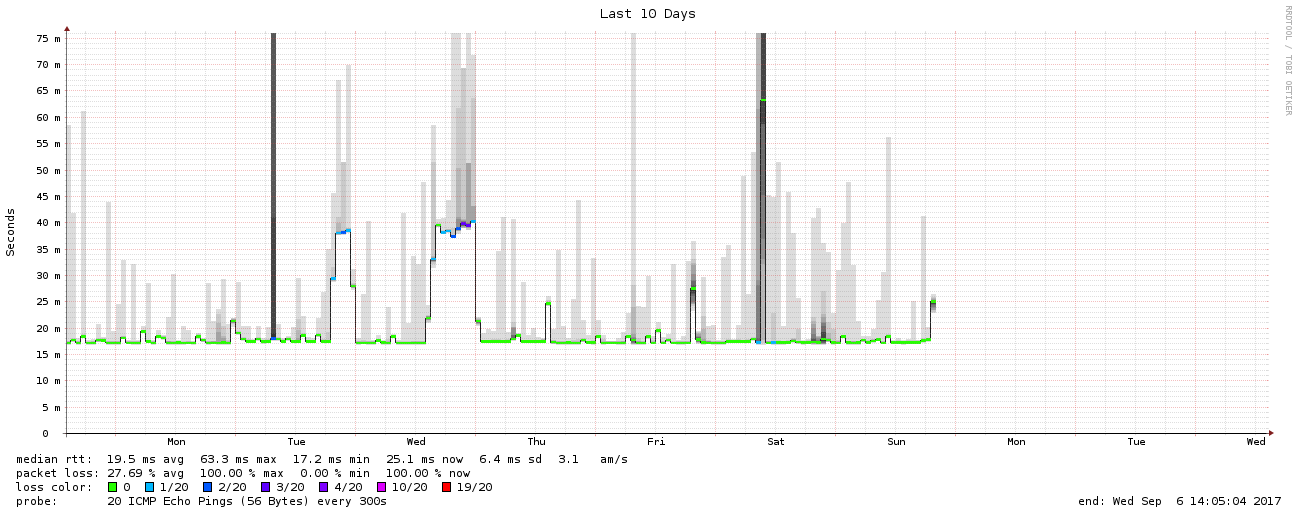 Last 10 Days
RRDTOOL / TOBI OETIKER
Seconds
75 m
70 m
65 m
60 m
55 m
50 m
45 m
40 m
35 m
30 m
25 m
20 m
15 m
10 m
5 m
0
Mon Tue Wed Thu Fri Sat Sun Mon Tue Wed
median rtt: 19.5 ms avg 63.3 ms max 17.2 ms min 25.1 ms now 6.4 ms sd 3.1 am/s
packet loss: 27.69 % avg 100.00 % max 0.00 % min 100.00 % now
loss color: 0 1/20 2/20 3/20 4/20 10/20 19/20
probe: 20 ICMP Echo Pings (56 Bytes) every 300s end: Wed Sep 6 14:05:04 2017